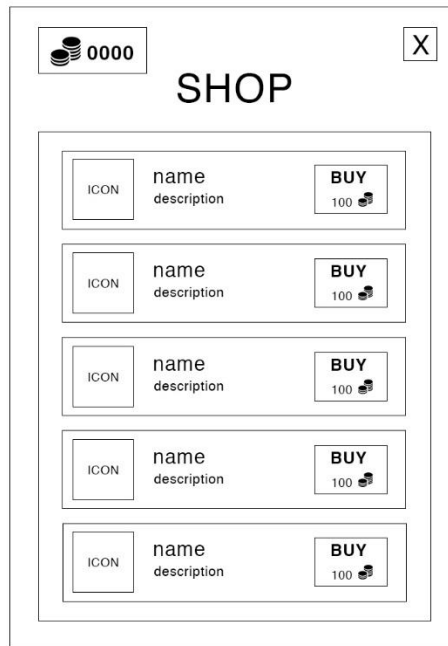 0000
X
SHOP
ICON
name
description
BUY
100
ICON
name
description
BUY
100
ICON
name
description
BUY
100
ICON
name
description
BUY
100
ICON
name
description
BUY
100